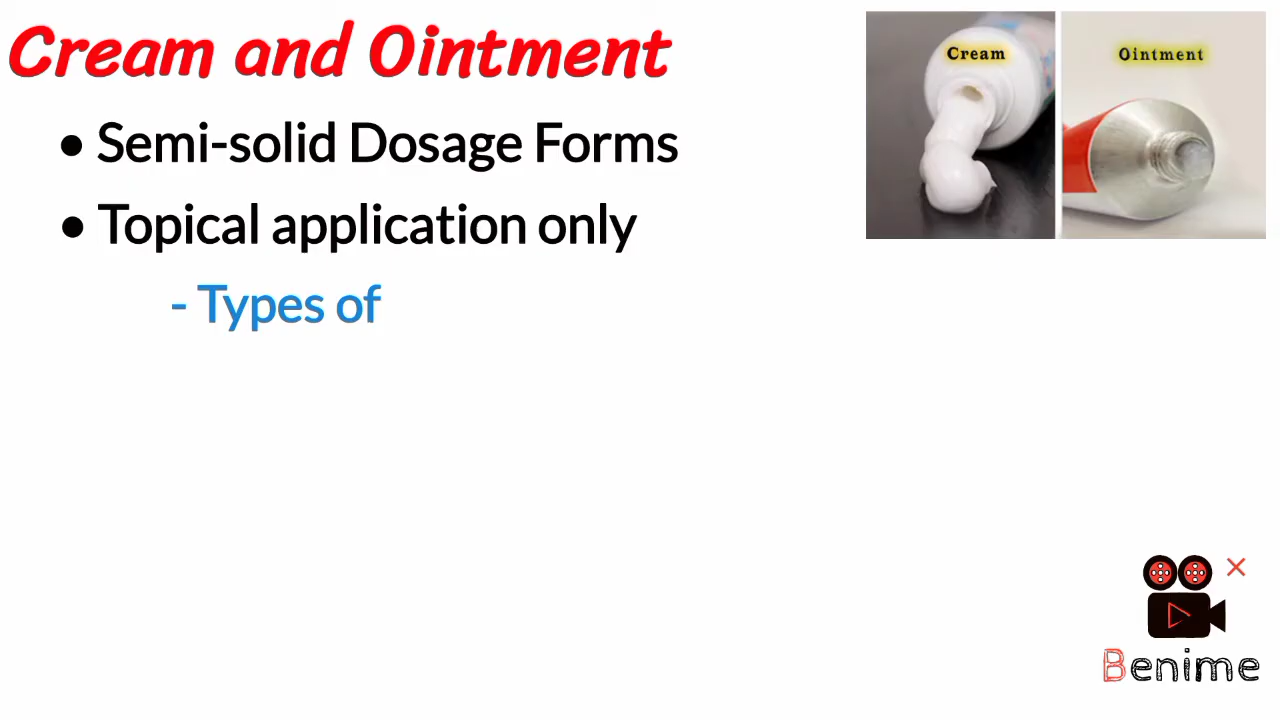 Cream and Ointment
• Semi-solid Dosage Forms
• Topical application only
- Types of
Cream
Ointment
Benime